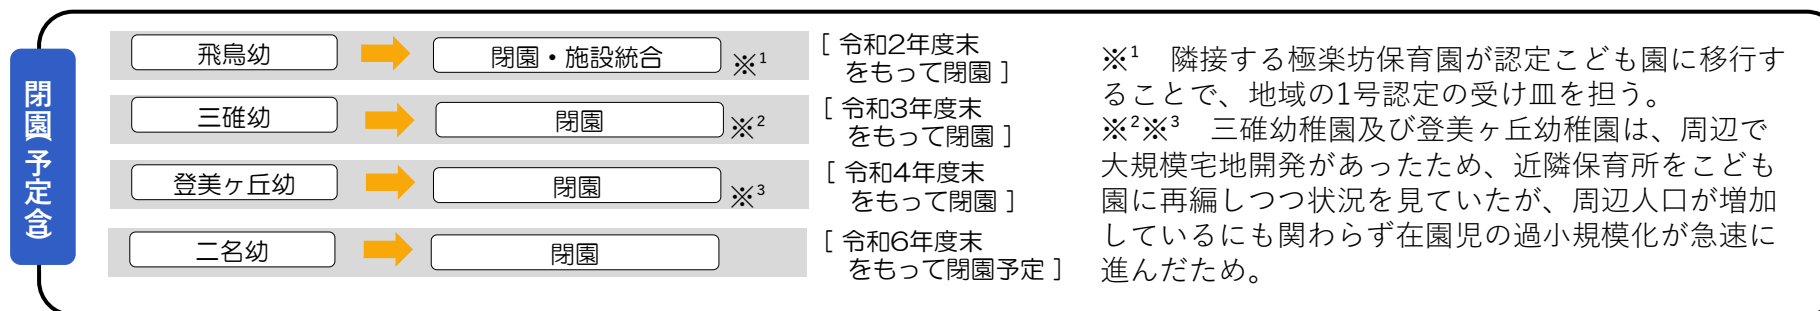 閉園（予定含）
飛鳥幼
閉園・施設統合
※1
[ 令和2年度末
をもって閉園 ]
三碓幼
閉園
※2
[ 令和3年度末
をもって閉園 ]
登美ヶ丘幼
閉園
※3
[ 令和4年度末
をもって閉園 ]
二名幼
閉園
[ 令和6年度末
をもって閉園予定 ]
※1　隣接する極楽坊保育園が認定こども園に移行す
ることで、地域の1号認定の受け皿を担う。
※2※3　三碓幼稚園及び登美ヶ丘幼稚園は、周辺で
大規模宅地開発があったため、近隣保育所をこども
園に再編しつつ状況を見ていたが、周辺人口が増加
しているにも関わらず在園児の過小規模化が急速に
進んだため。